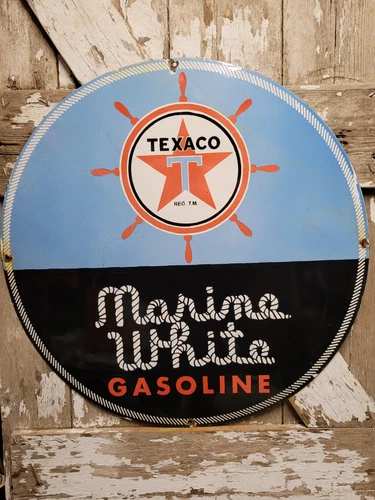 TEXACO
T
REG. T.M.
Marine
White
GASOLINE